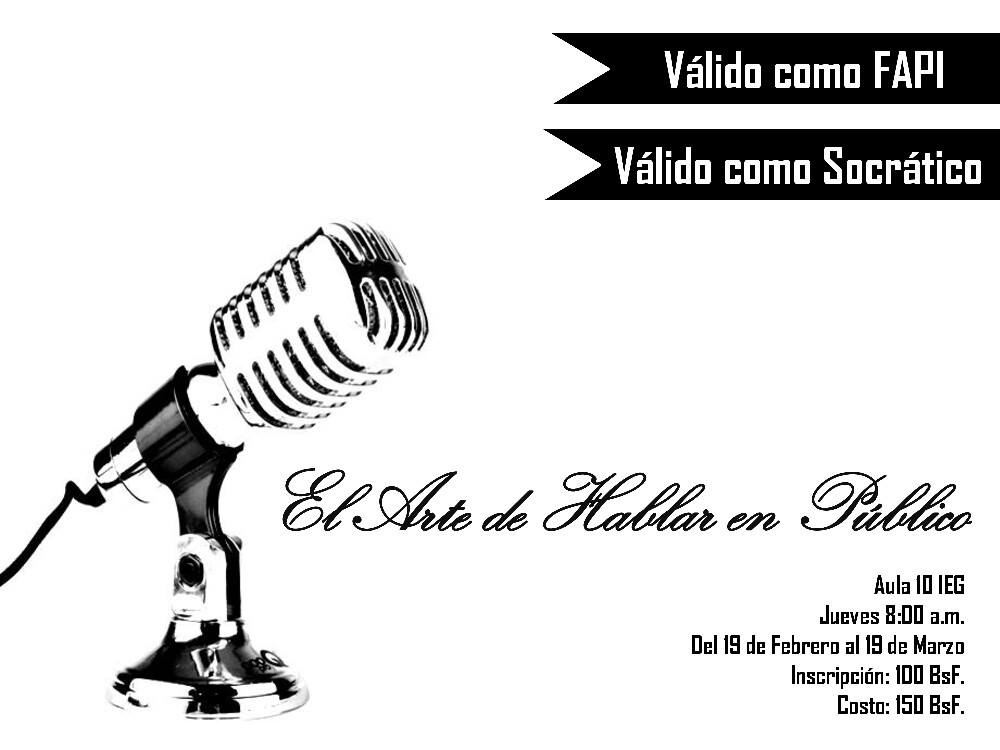 Válido como FAPI
Válido como Socrático
El Arte de Hablar en Público
Aula 10 IEG
Jueves 8:00 a.m.
Del 19 de Febrero al 19 de Marzo
Inscripción: 100 BsF.
Costo: 150 BsF.